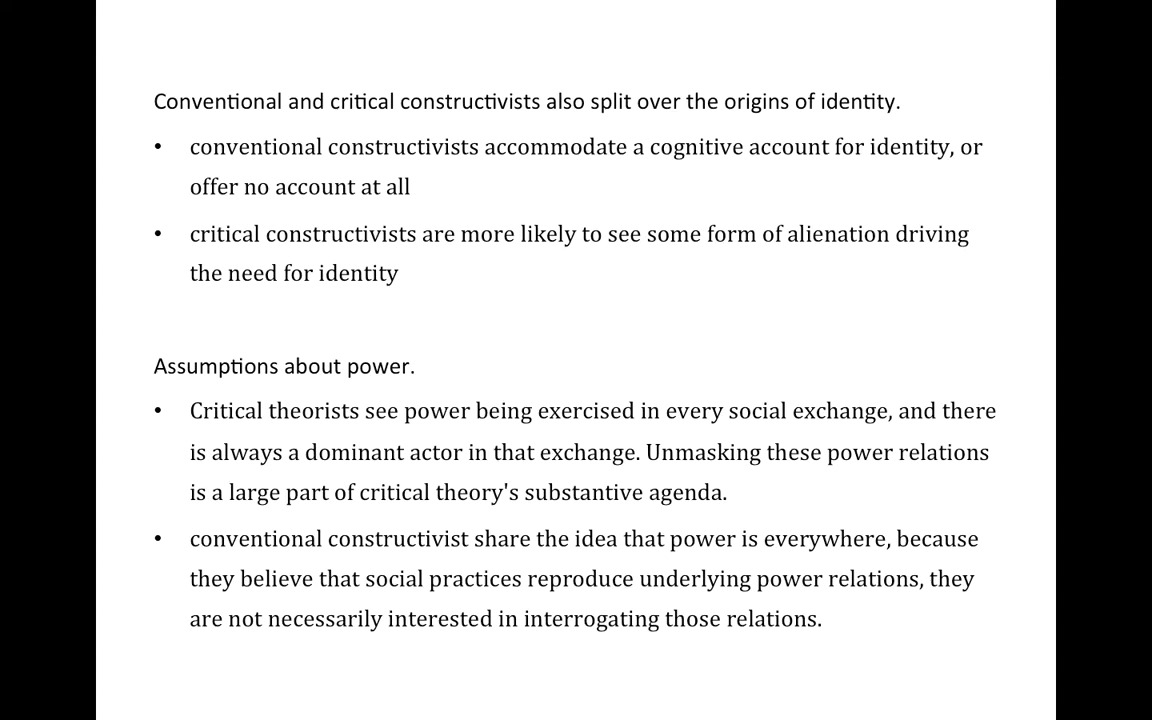 Conventional and critical constructivists also split over the origins of identity.
• conventional constructivists accommodate a cognitive account for identity, or
offer no account at all
• critical constructivists are more likely to see some form of alienation driving
the need for identity
Assumptions about power.
• Critical theorists see power being exercised in every social exchange, and there
is always a dominant actor in that exchange. Unmasking these power relations
is a large part of critical theory's substantive agenda.
• conventional constructivist share the idea that power is everywhere, because
they believe that social practices reproduce underlying power relations, they
are not necessarily interested in interrogating those relations.